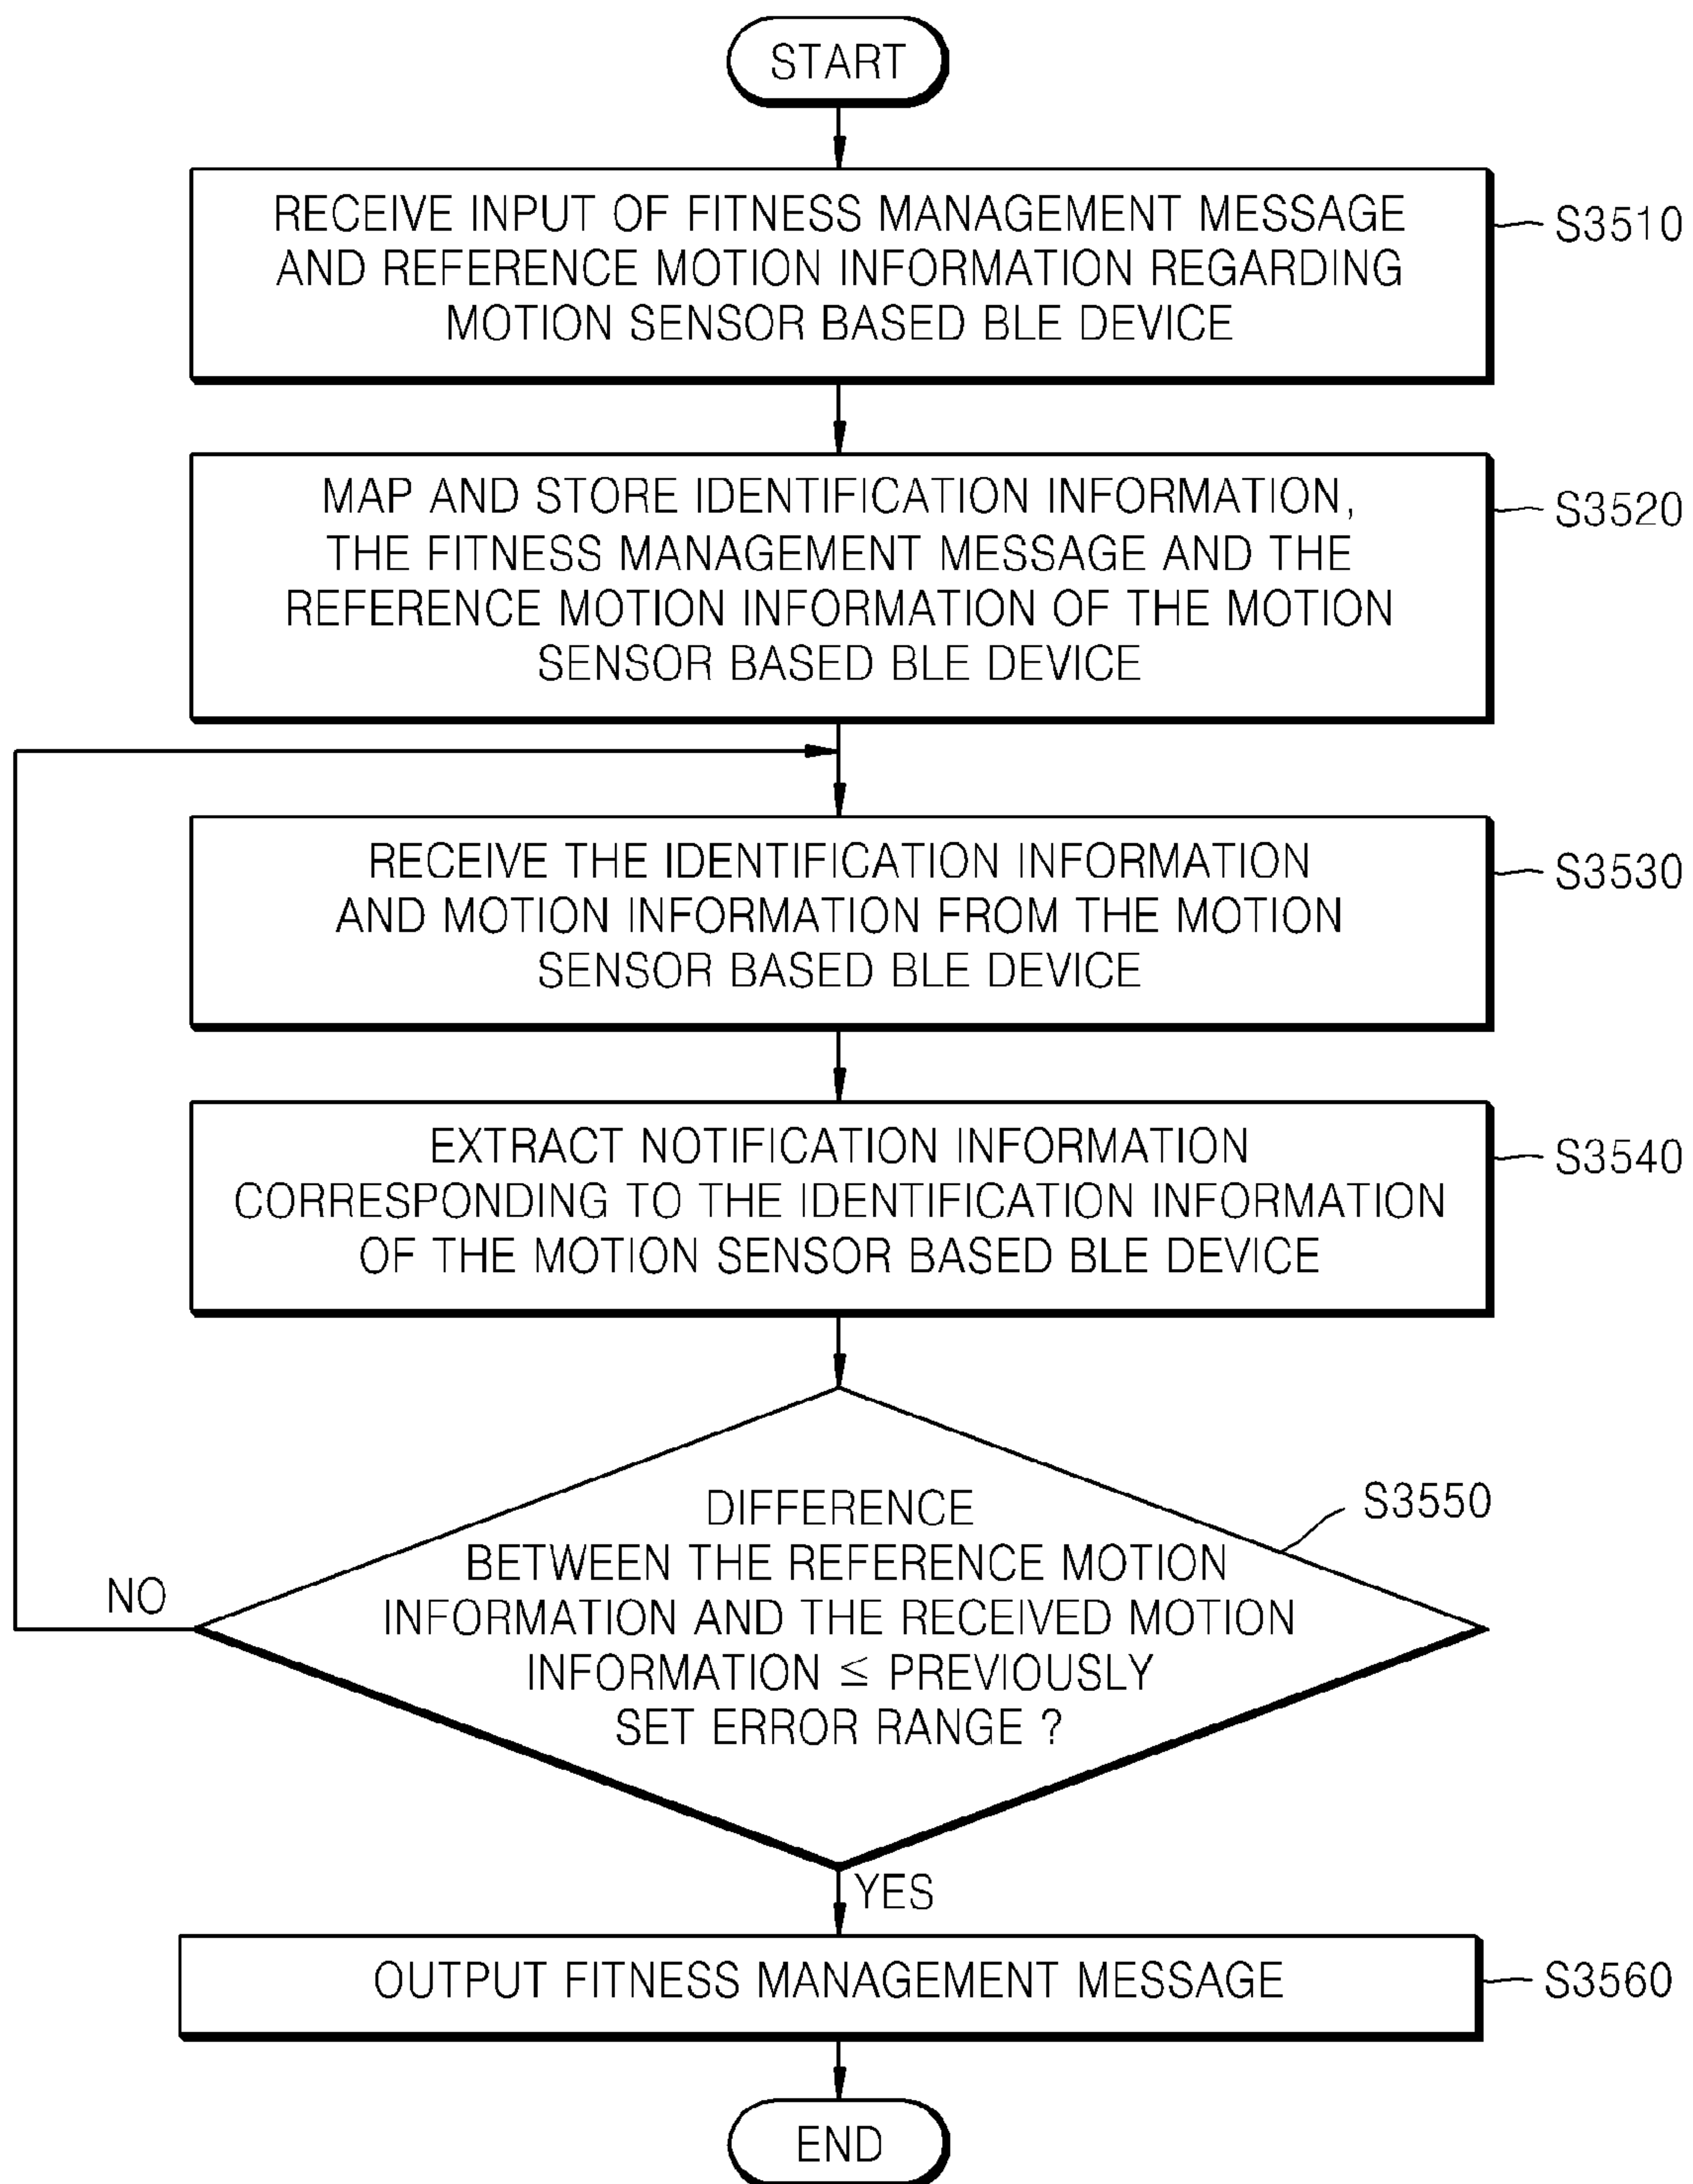 START
RECEIVE INPUT OF FITNESS MANAGEMENT MESSAGE
AND REFERENCE MOTION INFORMATION REGARDING
MOTION SENSOR BASED BLE DEVICE
S3510
MAP AND STORE IDENTIFICATION INFORMATION,
THE FITNESS MANAGEMENT MESSAGE AND THE
REFERENCE MOTION INFORMATION OF THE MOTION
SENSOR BASED BLE DEVICE
S3520
RECEIVE THE IDENTIFICATION INFORMATION
AND MOTION INFORMATION FROM THE MOTION
SENSOR BASED BLE DEVICE
S3530
EXTRACT NOTIFICATION INFORMATION
CORRESPONDING TO THE IDENTIFICATION INFORMATION
OF THE MOTION SENSOR BASED BLE DEVICE
S3540
DIFFERENCE
BETWEEN THE REFERENCE MOTION
INFORMATION AND THE RECEIVED MOTION
INFORMATION ≤ PREVIOUSLY
SET ERROR RANGE ?
S3550
NO
YES
OUTPUT FITNESS MANAGEMENT MESSAGE
S3560
END